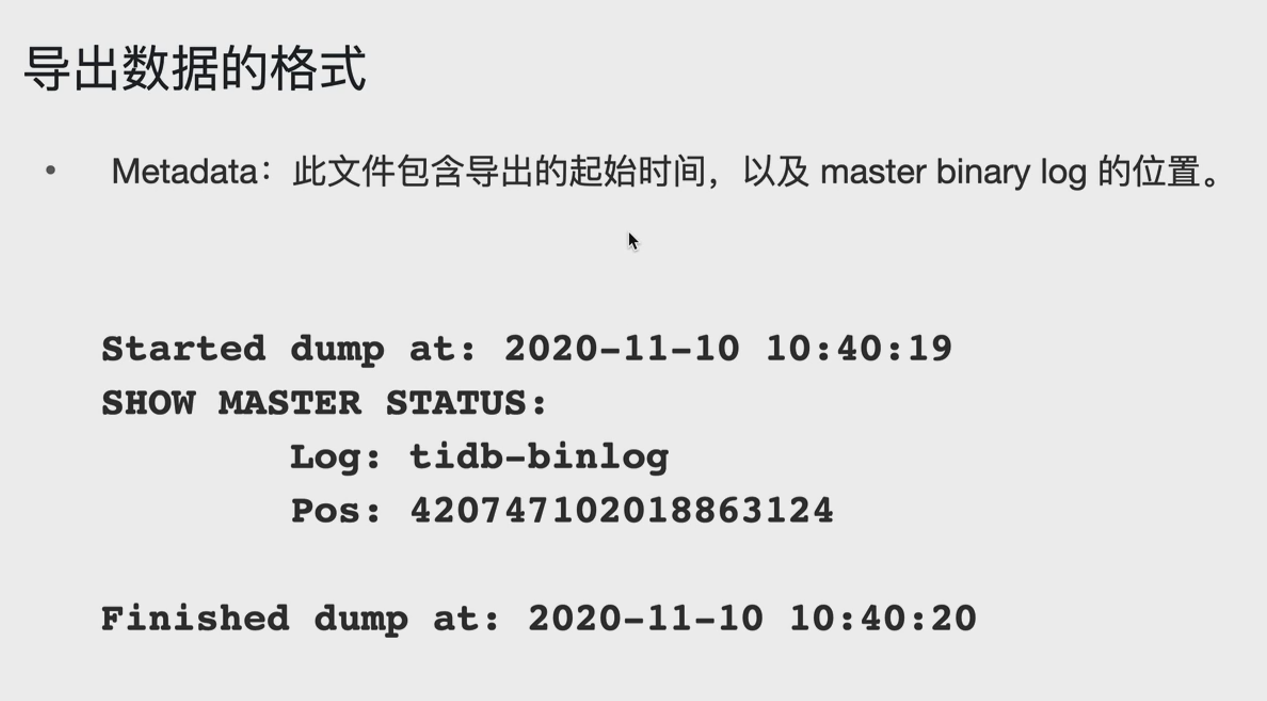 导出数据的格式
• Metadata：此文件包含导出的起始时间，以及 master binary log 的位置。
Started dump at: 2020-11-10 10:40:19
SHOW MASTER STATUS:
Log: tidb-binlog
Pos: 420747102018863124
Finished dump at: 2020-11-10 10:40:20